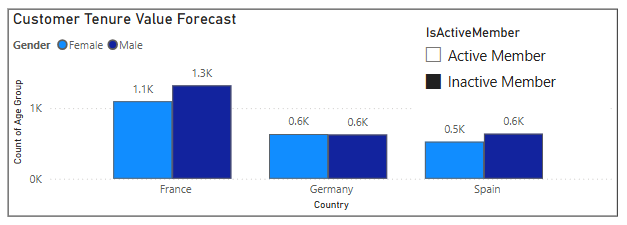 Customer Tenure Value Forecast
Gender Female Male
IsActiveMember
Active Member
Inactive Member
Count of Age Group
1K
0K
1.1K
1.3K
0.6K
0.6K
0.5K
0.6K
France
Germany
Spain
Country